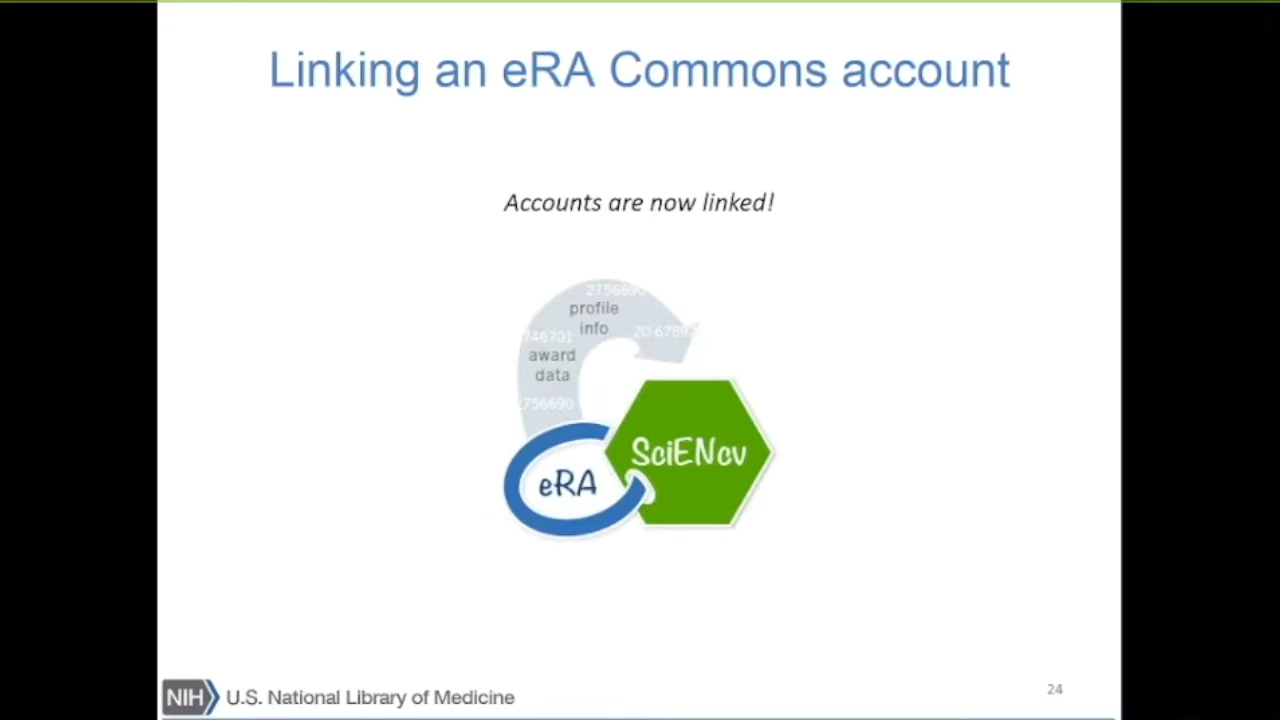 Linking an eRA Commons account
Accounts are now linked!
profile
info
award
data
2756690
eRA
SciENcv
NIH
U.S. National Library of Medicine
24